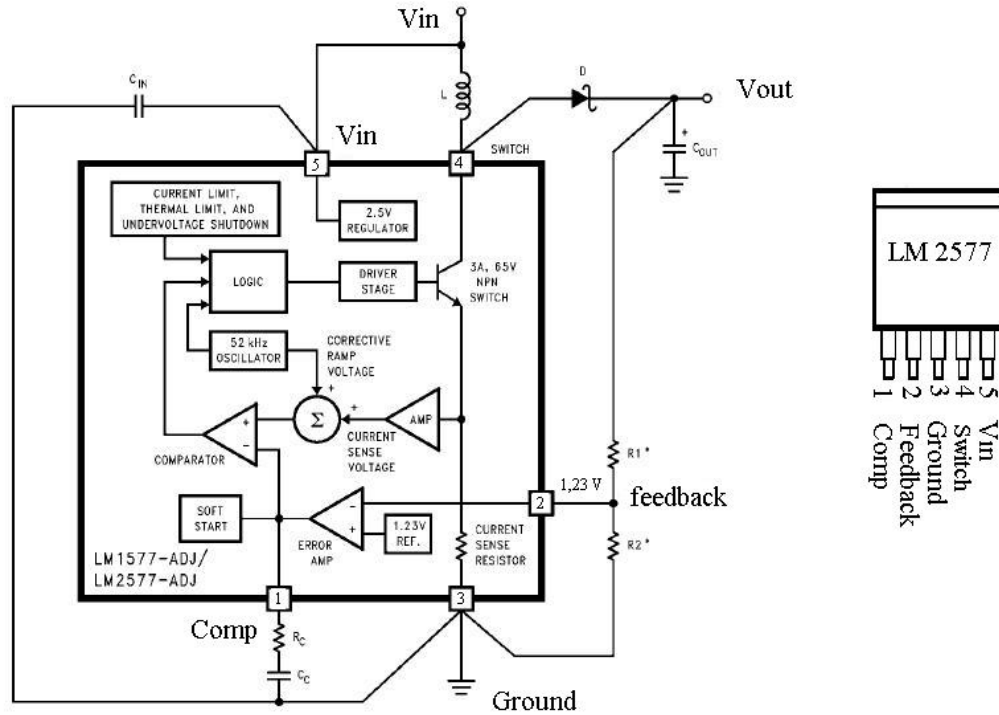 Vin
C_IN
L
D
Vout
Vin
+
C_OUT
5
4
SWITCH
CURRENT LIMIT,
THERMAL LIMIT, AND
UNDERVOLTAGE SHUTDOWN
2.5V
REGULATOR
LM 2577
LOGIC
DRIVER
STAGE
3A, 65V
NPN
SWITCH
52 kHz
OSCILLATOR
CORRECTIVE
RAMP
VOLTAGE
+
Σ
+
+
-
AMP
COMPARATOR
CURRENT
SENSE
VOLTAGE
1
2
3
4
5
Comp
Feedback
Ground
Switch
Vin
R1*
1,23 V
2
feedback
SOFT
START
-
+
1.23V
REF.
ERROR
AMP
CURRENT
SENSE
RESISTOR
R2*
LM1577-ADJ/
LM2577-ADJ
1
3
Comp
R_C
C_C
Ground